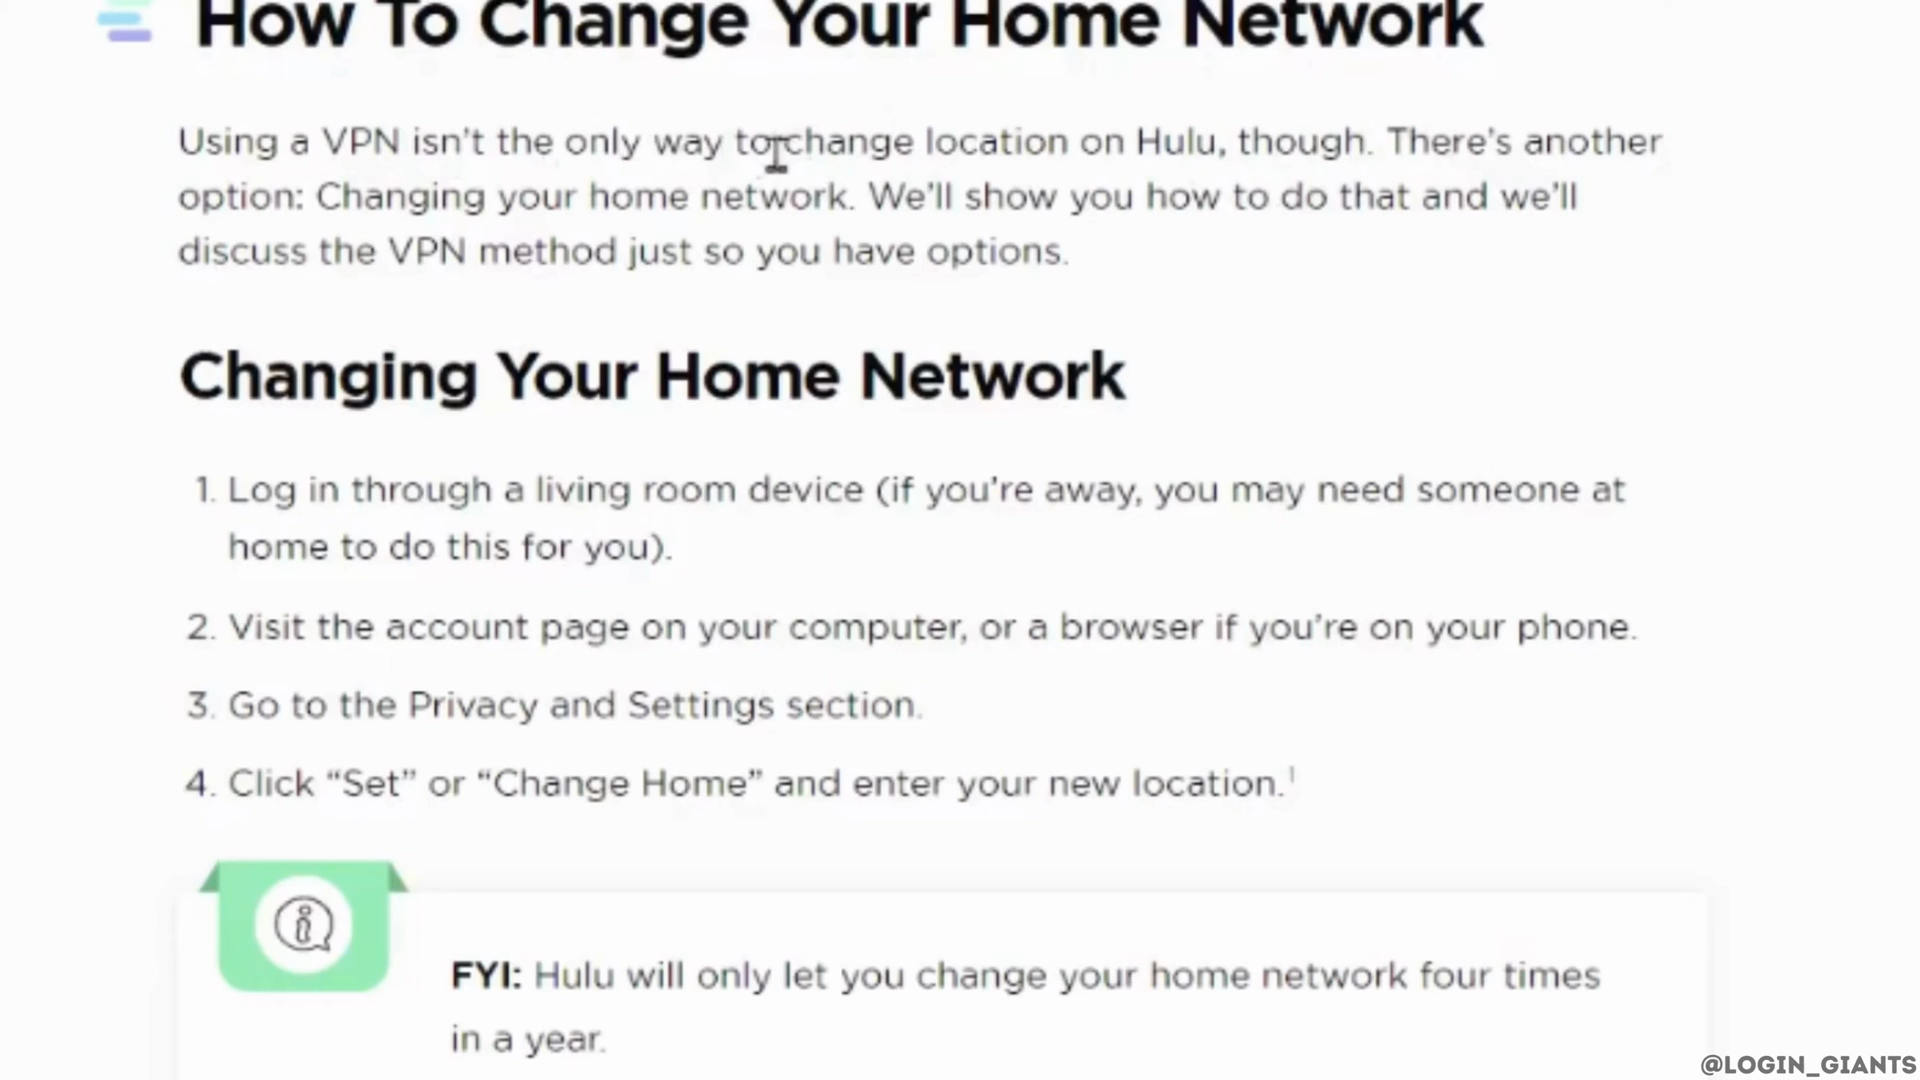 How To Change Your Home Network
Using a VPN isn't the only way to change location on Hulu, though. There's another
option: Changing your home network. We'll show you how to do that and we'll
discuss the VPN method just so you have options.
Changing Your Home Network
1. Log in through a living room device (if you're away, you may need someone at
home to do this for you).
2. Visit the account page on your computer, or a browser if you're on your phone.
3. Go to the Privacy and Settings section.
4. Click “Set” or “Change Home” and enter your new location.¹
FYI: Hulu will only let you change your home network four times
in a year.
@LOGIN_GIANTS